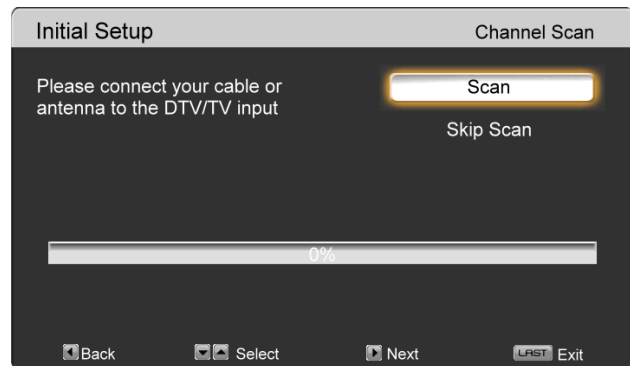 Initial Setup Channel Scan
Please connect your cable or
antenna to the DTV/TV input
Scan
Skip Scan
0%
Back Select Next LAST Exit